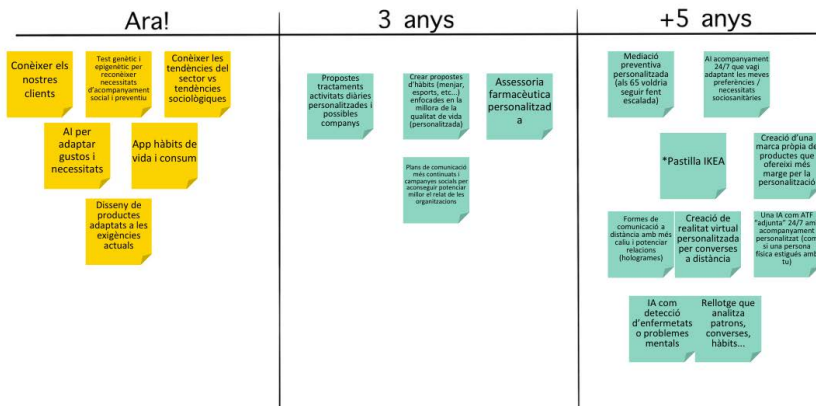 Ara!
3 anys
+5 anys
Conèixer els
nostres
clients
Test genètic i
epigenètic per
reconèixer
necessitats
d'acompanyament
social i preventiu
Conèixer les
tendències del
sector vs
tendències
sociològiques
AI per
adaptar
gustos i
necessitats
App hàbits de
vida i consum
Disseny de
productes
adaptats a les
exigències
actuals
Propostes
tractaments
activitats diàries
personalitzades i
possibles
companys
Crear propostes
d'hàbits (menjar,
esports, etc...)
enfocades en la
millora de la
qualitat de vida
(personalitzada)
Assessoria
farmacèutica
personalitzad
a
Plans de comunicació
més continuats i
campanyes socials per
aconseguir potenciar
millor el relat de les
organitzacions
Mediació
preventiva
personalitzada
(als 65 voldria
seguir fent
escalada)
AI acompanyament
24/7 que vagi
adaptant les meves
preferències /
necessitats
sociosanitàries
*Pastilla IKEA
Creació d'una
marca pròpia de
productes que
ofereixi més
marge per la
personalització
Formes de
comunicació a
distància amb més
caliu i potenciar
relacions
(hologrames)
Creació de
realitat virtual
personalitzada
per converses
a distància
Una IA com ATF
"adjunta" 24/7 amb
acompanyament
personalitzat (com
si una persona
física estigués amb
tu)
IA com
detecció
d'enfermetats
o problemes
mentals
Rellotge que
analitza
patrons,
converses,
hàbits...